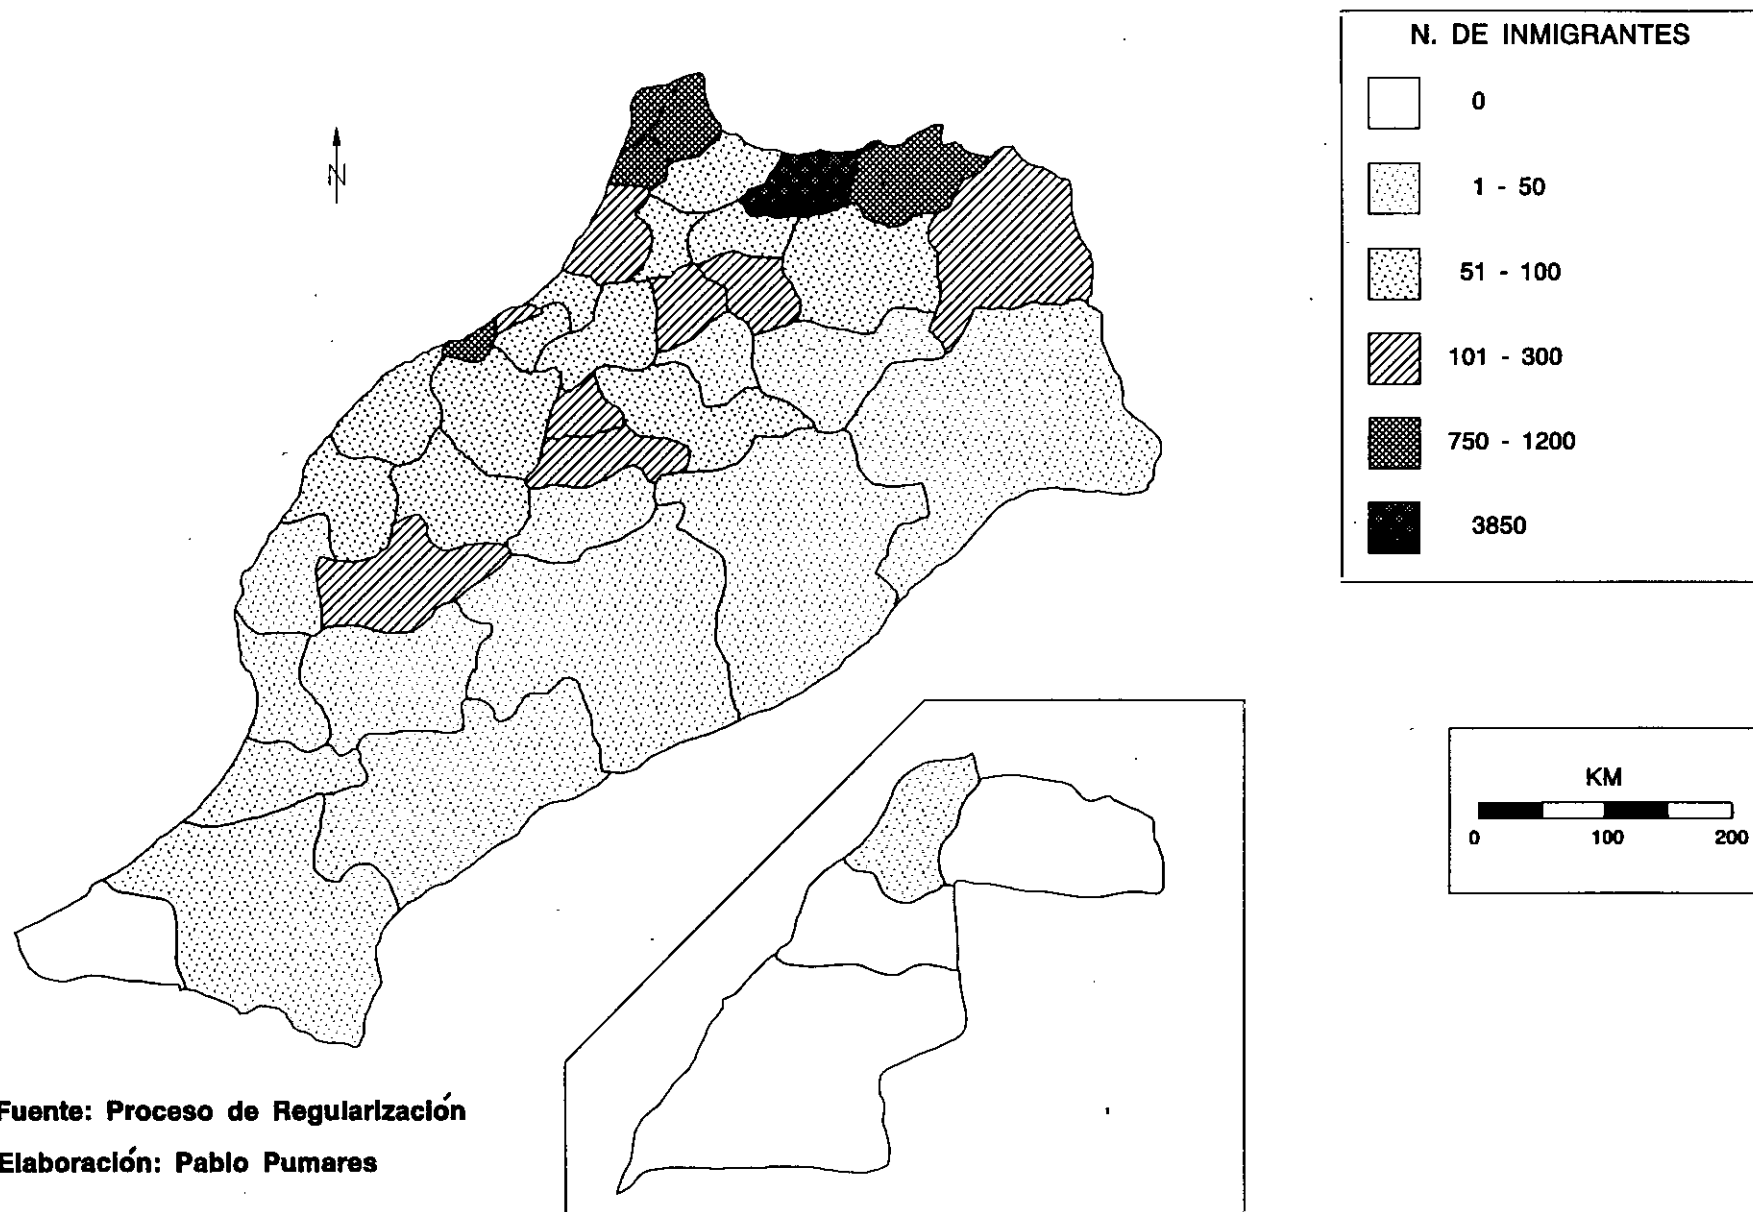 N. DE INMIGRANTES
0
1 - 50
51 - 100
101 - 300
750 - 1200
3850
N
KM
0 100 200
Fuente: Proceso de Regularización
Elaboración: Pablo Pumares